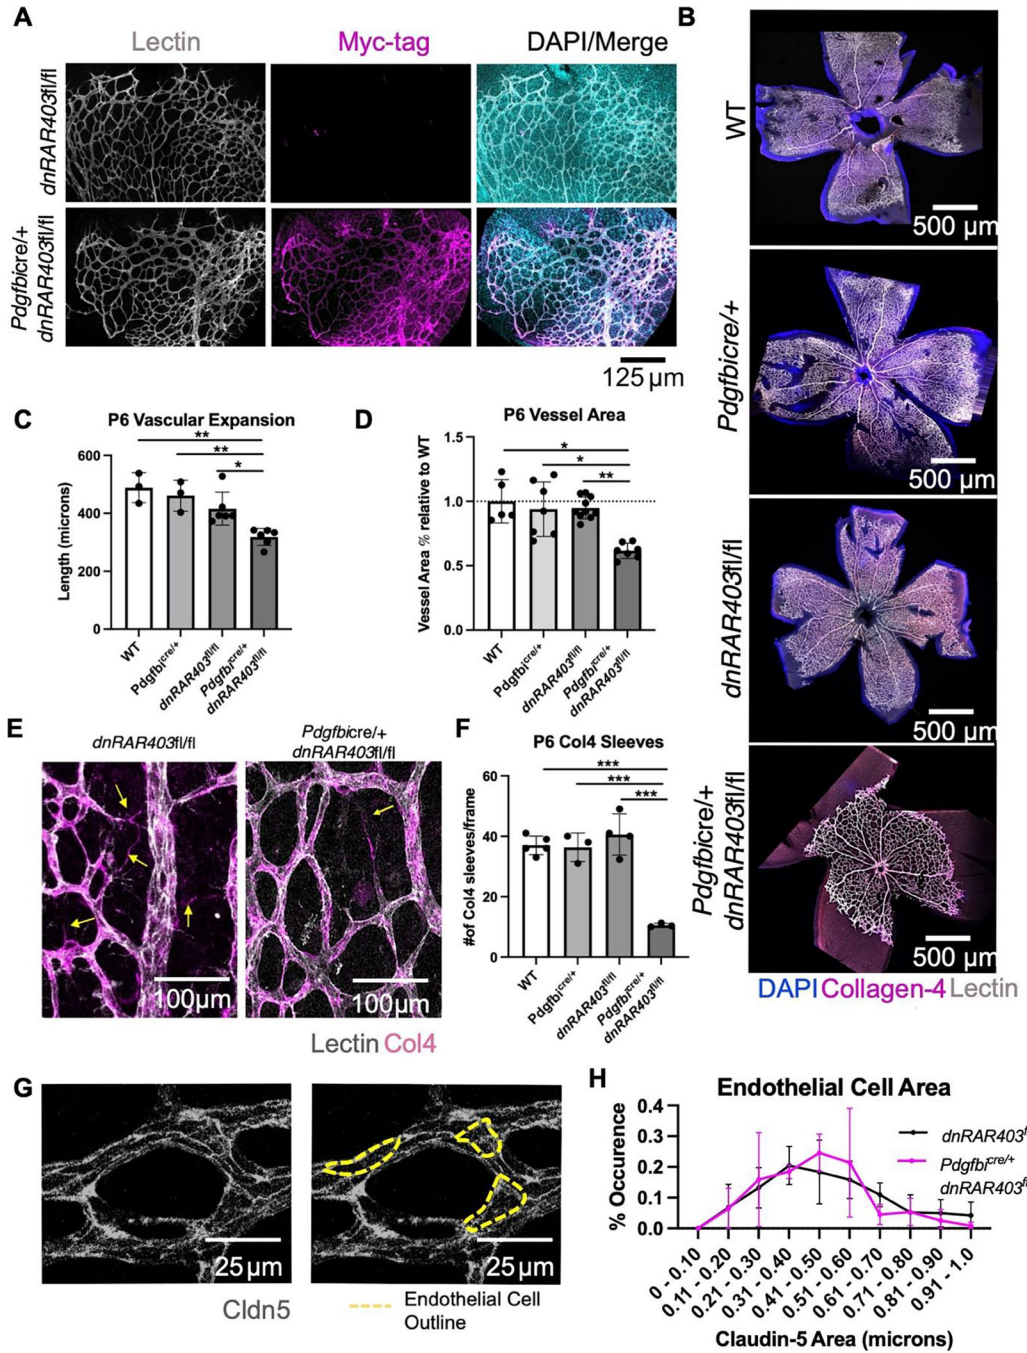 A
Lectin
Myc-tag
DAPI/Merge
dnRAR403fl/fl
Pdgfbicre/+
dnRAR403fl/fl
125 μm
B
WT
500 μm
Pdgfbicre/+
500 μm
dnRAR403fl/fl
500 μm
Pdgfbicre/+
dnRAR403fl/fl
500 μm
DAPI Collagen-4 Lectin
C
P6 Vascular Expansion
**
**
*
Length (microns)
600
400
200
0
WT
Pdgfbicre/+
dnRAR403fl/fl
Pdgfbicre/+
dnRAR403fl/fl
D
P6 Vessel Area
*
*
**
Vessel Area % relative to WT
1.5
1.0
0.5
0.0
WT
Pdgfbicre/+
dnRAR403fl/fl
Pdgfbicre/+
dnRAR403fl/fl
E
dnRAR403fl/fl
Pdgfbicre/+
dnRAR403fl/fl
100μm
100μm
Lectin Col4
F
P6 Col4 Sleeves
***
***
***
#of Col4 sleeves/frame
60
40
20
0
WT
Pdgfbicre/+
dnRAR403fl/fl
Pdgfbicre/+
dnRAR403fl/fl
G
25μm
25μm
Cldn5
Endothelial Cell
Outline
H
Endothelial Cell Area
% Occurence
0.4
0.3
0.2
0.1
0.0
dnRAR403f
Pdgfbicre/+
dnRAR403f
0 - 0.10
0.11 - 0.20
0.21 - 0.30
0.31 - 0.40
0.41 - 0.50
0.51 - 0.60
0.61 - 0.70
0.71 - 0.80
0.81 - 0.90
0.91 - 1.0
Claudin-5 Area (microns)